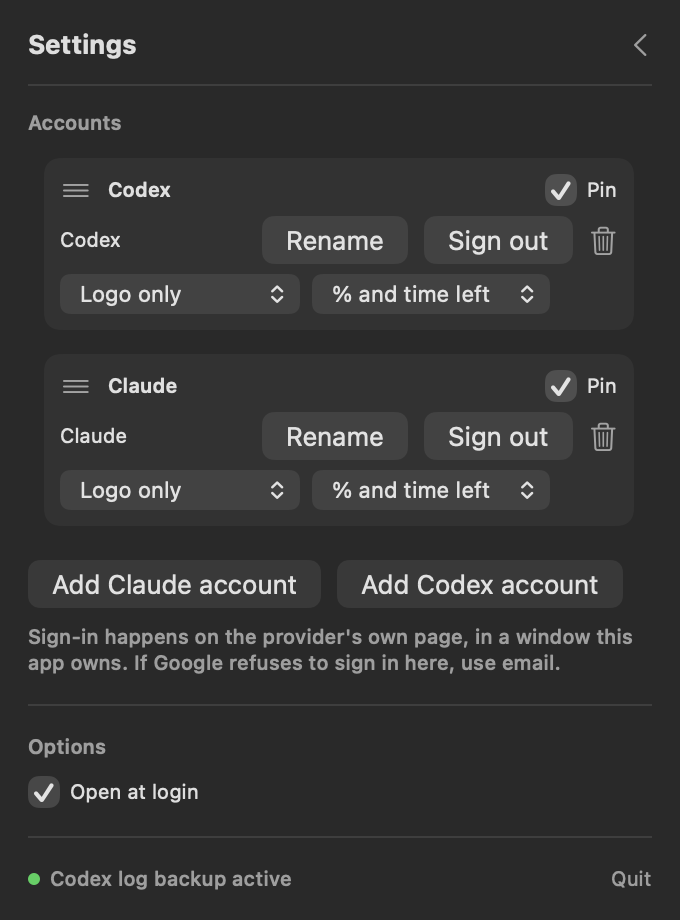 Settings
Accounts
Codex Pin
Codex Rename Sign out
Logo only % and time left
Claude Pin
Claude Rename Sign out
Logo only % and time left
Add Claude account Add Codex account
Sign-in happens on the provider's own page, in a window this
app owns. If Google refuses to sign in here, use email.
Options
Open at login
Codex log backup active Quit